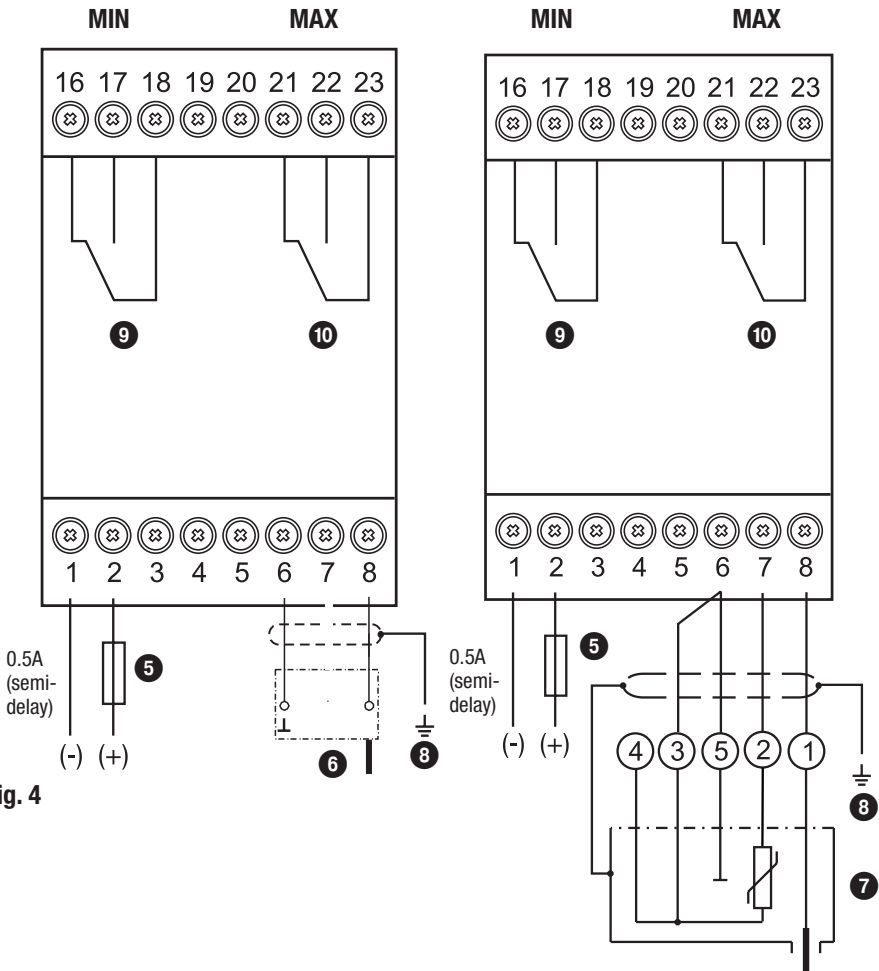 MIN MAX
16 17 18 19 20 21 22 23
9 10
1 2 3 4 5 6 7 8
0.5A
(semi-
delay)
5
(-) (+)
6
8
ig. 4
MIN MAX
16 17 18 19 20 21 22 23
9 10
1 2 3 4 5 6 7 8
0.5A
(semi-
delay)
5
(-) (+)
4 3 5 2 1
8
7